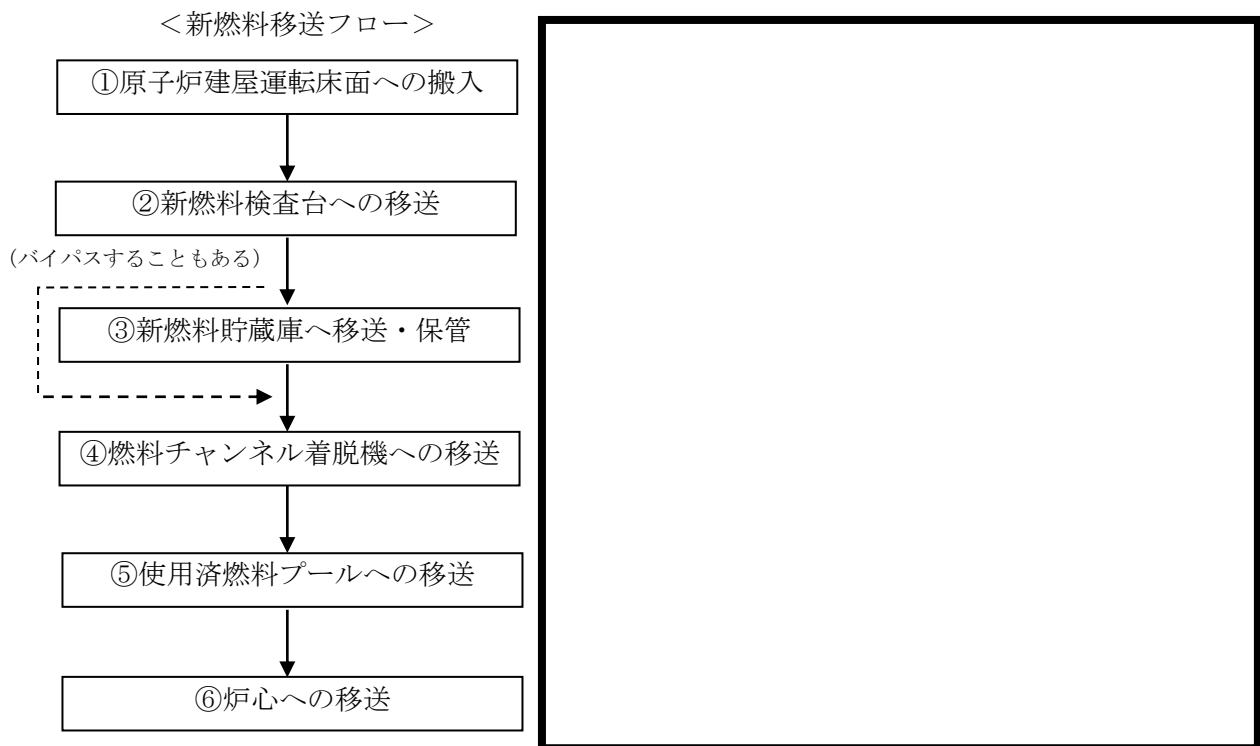 ＜新燃料移送フロー＞
①原子炉建屋運転床面への搬入
②新燃料検査台への移送
（バイパスすることもある）
③新燃料貯蔵庫へ移送・保管
④燃料チャンネル着脱機への移送
⑤使用済燃料プールへの移送
⑥炉心への移送